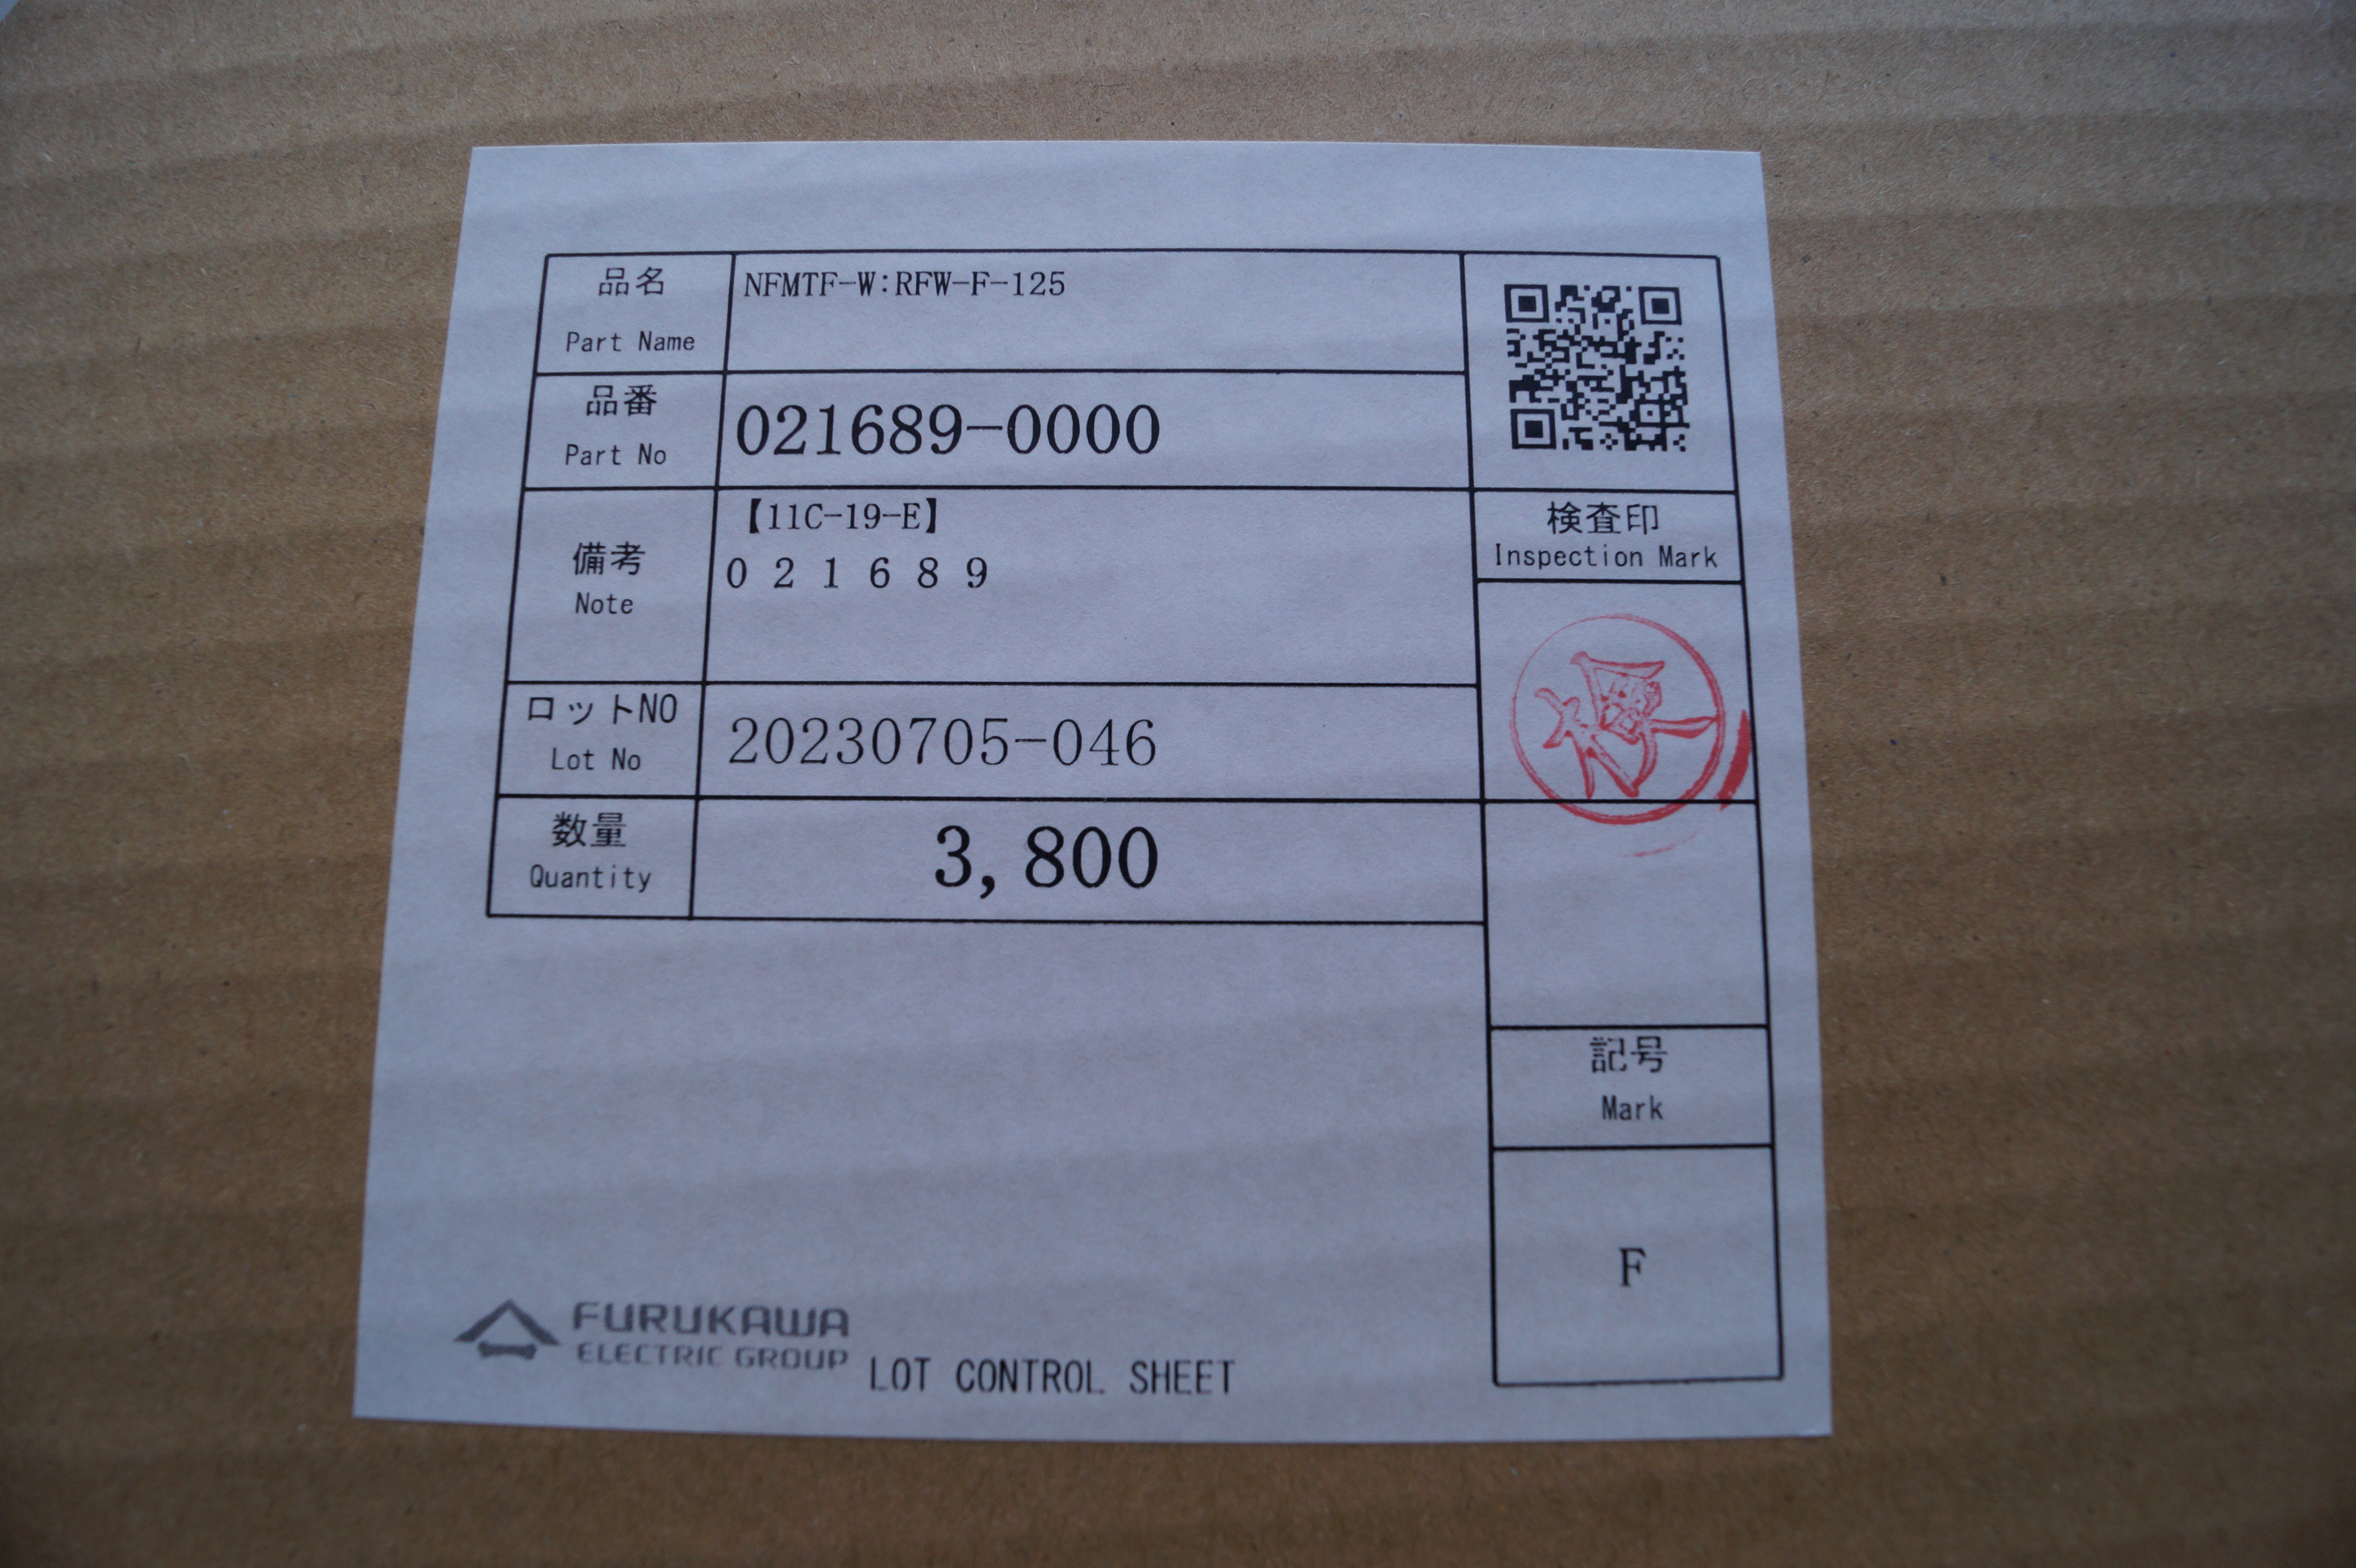 品名
Part Name
NFMTF-W:RFW-F-125
品番
Part No
021689-0000
備考
Note
【11C-19-E】
0 2 1 6 8 9
ロットNO
Lot No
20230705-046
数量
Quantity
3,800
検査印
Inspection Mark
記号
Mark
F
FURUKAWA
ELECTRIC GROUP
LOT CONTROL SHEET